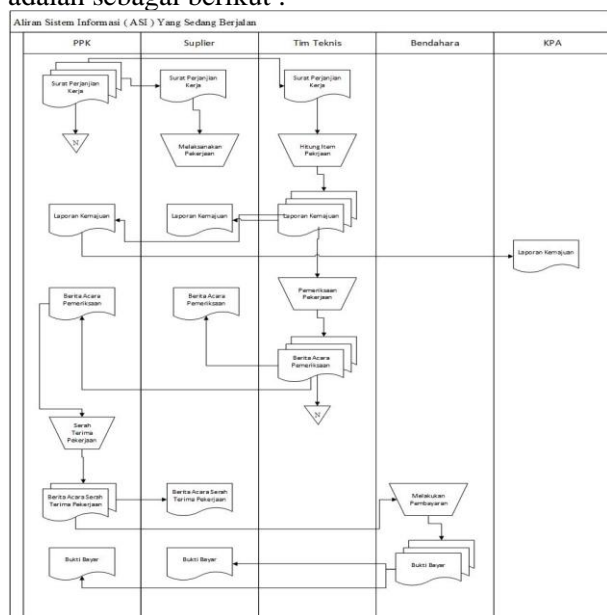 adalah sebagai berikut :
Aliran Sistem Informasi ( ASI ) Yang Sedang Berjalan
PPK
Suplier
Tim Teknis
Bendahara
KPA
Surat Perjanjian
Kerja
Surat Perjanjian
Kerja
Surat Perjanjian
Kerja
N
Melaksanakan
Pekerjaan
Hitung Item
Pekrjaan
Laporan Kemajuan
Laporan Kemajuan
Laporan Kemajuan
Laporan Kemajuan
Pemeriksaan
Pekerjaan
Berita Acara
Pemeriksaan
Berita Acara
Pemeriksaan
Berita Acara
Pemeriksaan
N
Serah
Terima
Pekerjaan
Berita Acara Serah
Terima Pekerjaan
Berita Acara Serah
Terima Pekerjaan
Melakukan
Pembayaran
Bukti Bayar
Bukti Bayar
Bukti Bayar